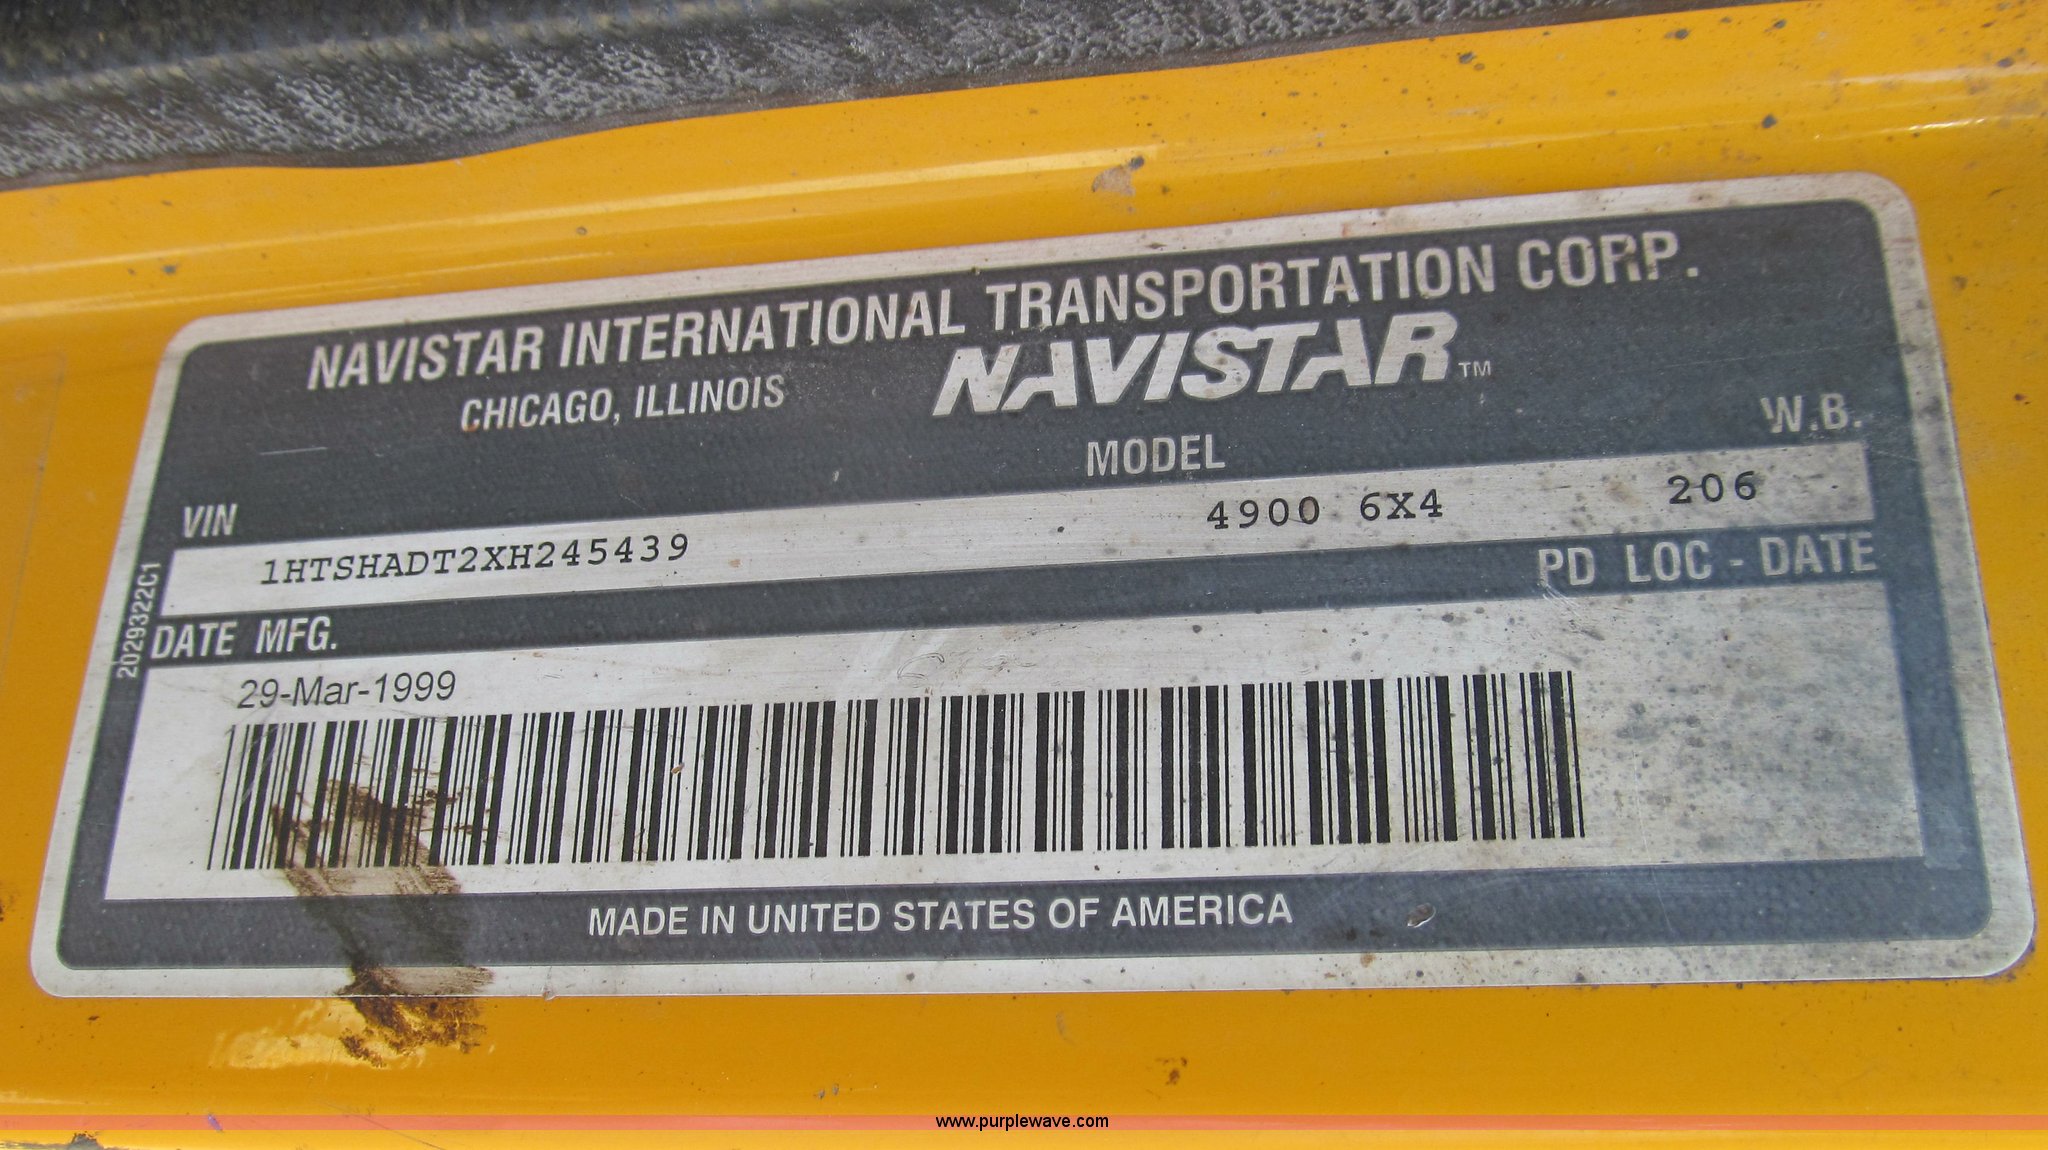 NAVISTAR INTERNATIONAL TRANSPORTATION CORP.
CHICAGO, ILLINOIS
NAVISTAR™
VIN
MODEL
W.B.
1HTSHADT2XH245439
4900 6X4
206
DATE MFG.
PD LOC - DATE
29-Mar-1999
2029322C1
MADE IN UNITED STATES OF AMERICA
www.purplewave.com